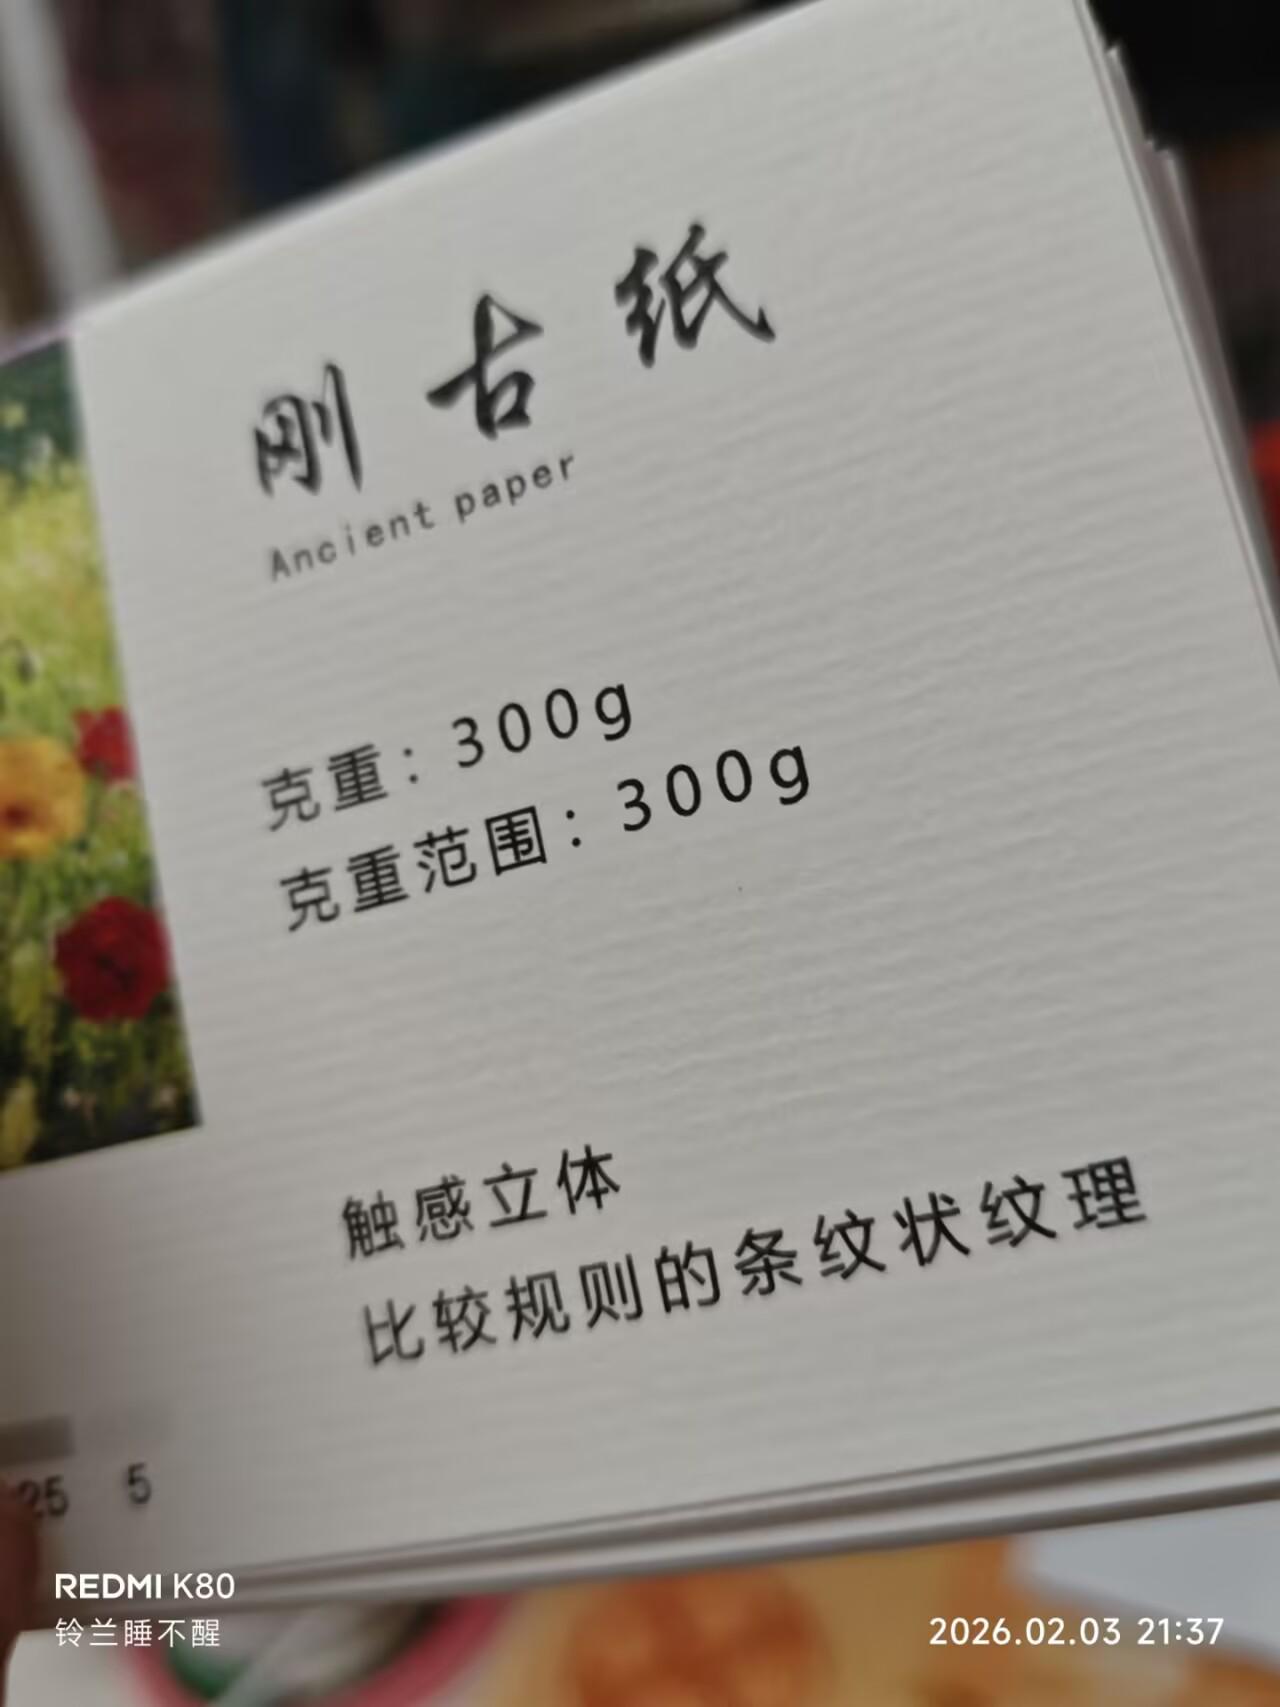 刚古纸
Ancient paper
克重：300g
克重范围：300g
触感立体
比较规则的条纹状纹理
25 5
REDMI K80
铃兰睡不醒
2026.02.03 21:37